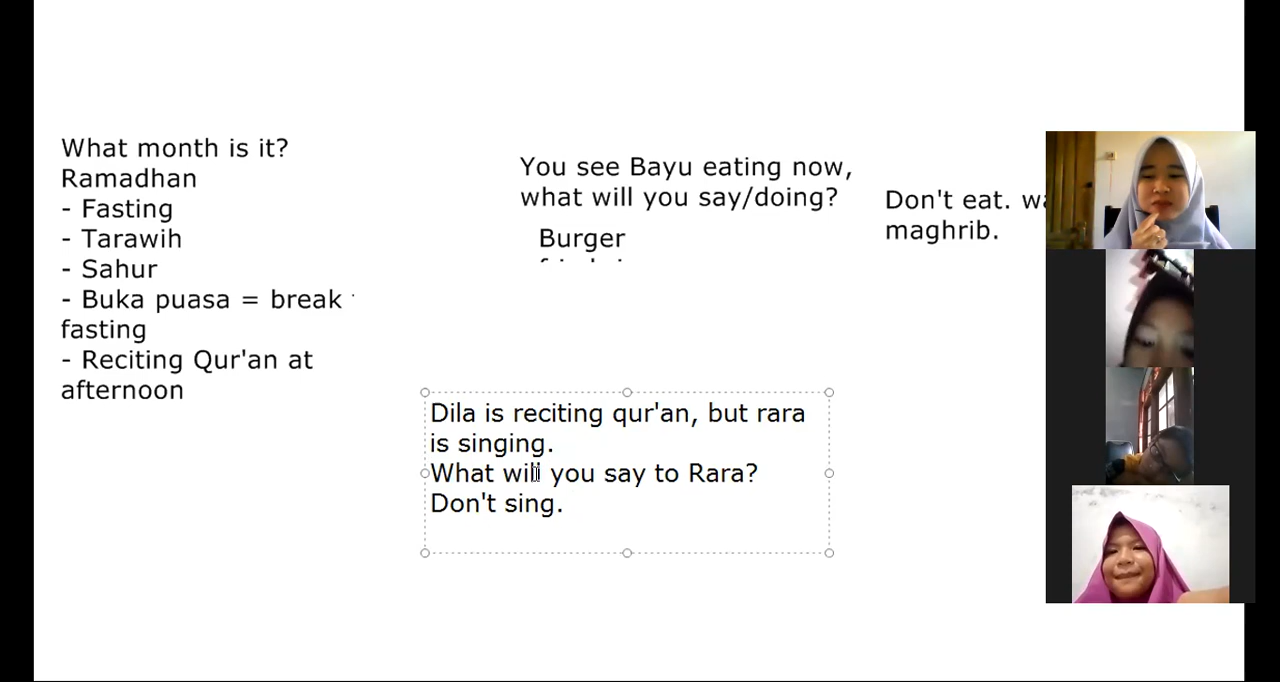 What month is it?
Ramadhan
- Fasting
- Tarawih
- Sahur
- Buka puasa = break
fasting
- Reciting Qur'an at
afternoon
You see Bayu eating now,
what will you say/doing?
Burger
Don't eat.
maghrib.
Dila is reciting qur'an, but rara
is singing.
What will you say to Rara?
Don't sing.